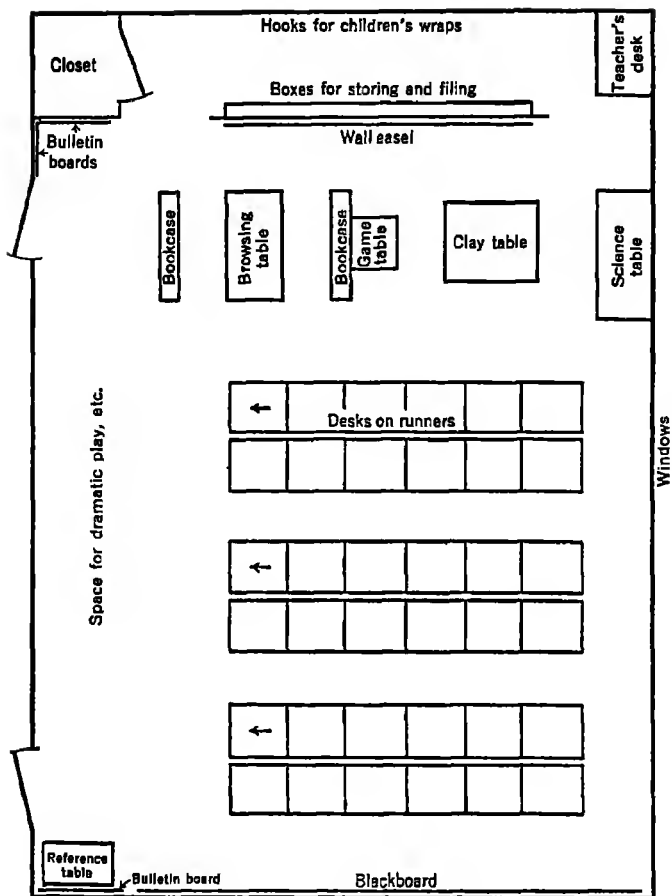 Hooks for children's wraps
Closet
Teacher's
desk
Boxes for storing and filing
Wall easel
Bulletin
boards
Bookcase
Browsing
table
Bookcase
Game
table
Clay table
Science
table
Desks on runners
Space for dramatic play, etc.
Windows
Reference
table
Bulletin board
Blackboard